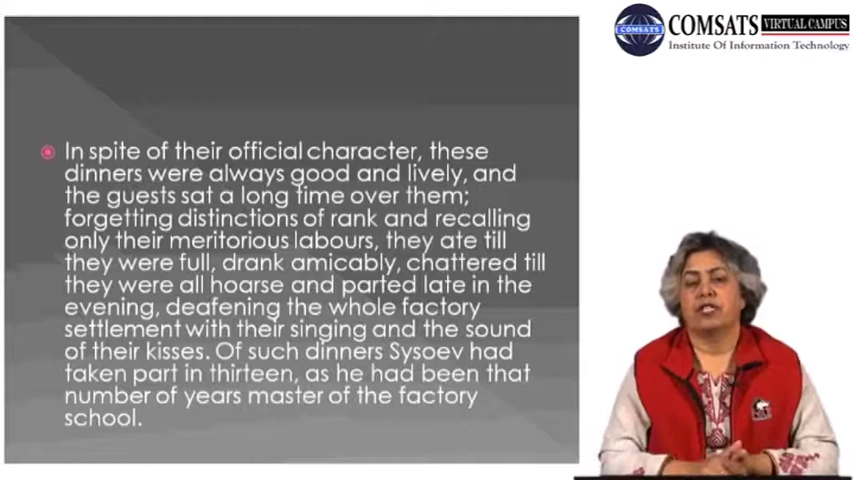 COMSATS VIRTUAL CAMPUS
COMSATS
Institute Of Information Technology
In spite of their official character, these
dinners were always good and lively, and
the guests sat a long time over them;
forgetting distinctions of rank and recalling
only their meritorious labours, they ate till
they were full, drank amicably, chattered till
they were all hoarse and parted late in the
evening, deafening the whole factory
settlement with their singing and the sound
of their kisses. Of such dinners Sysoev had
taken part in thirteen, as he had been that
number of years master of the factory
school.